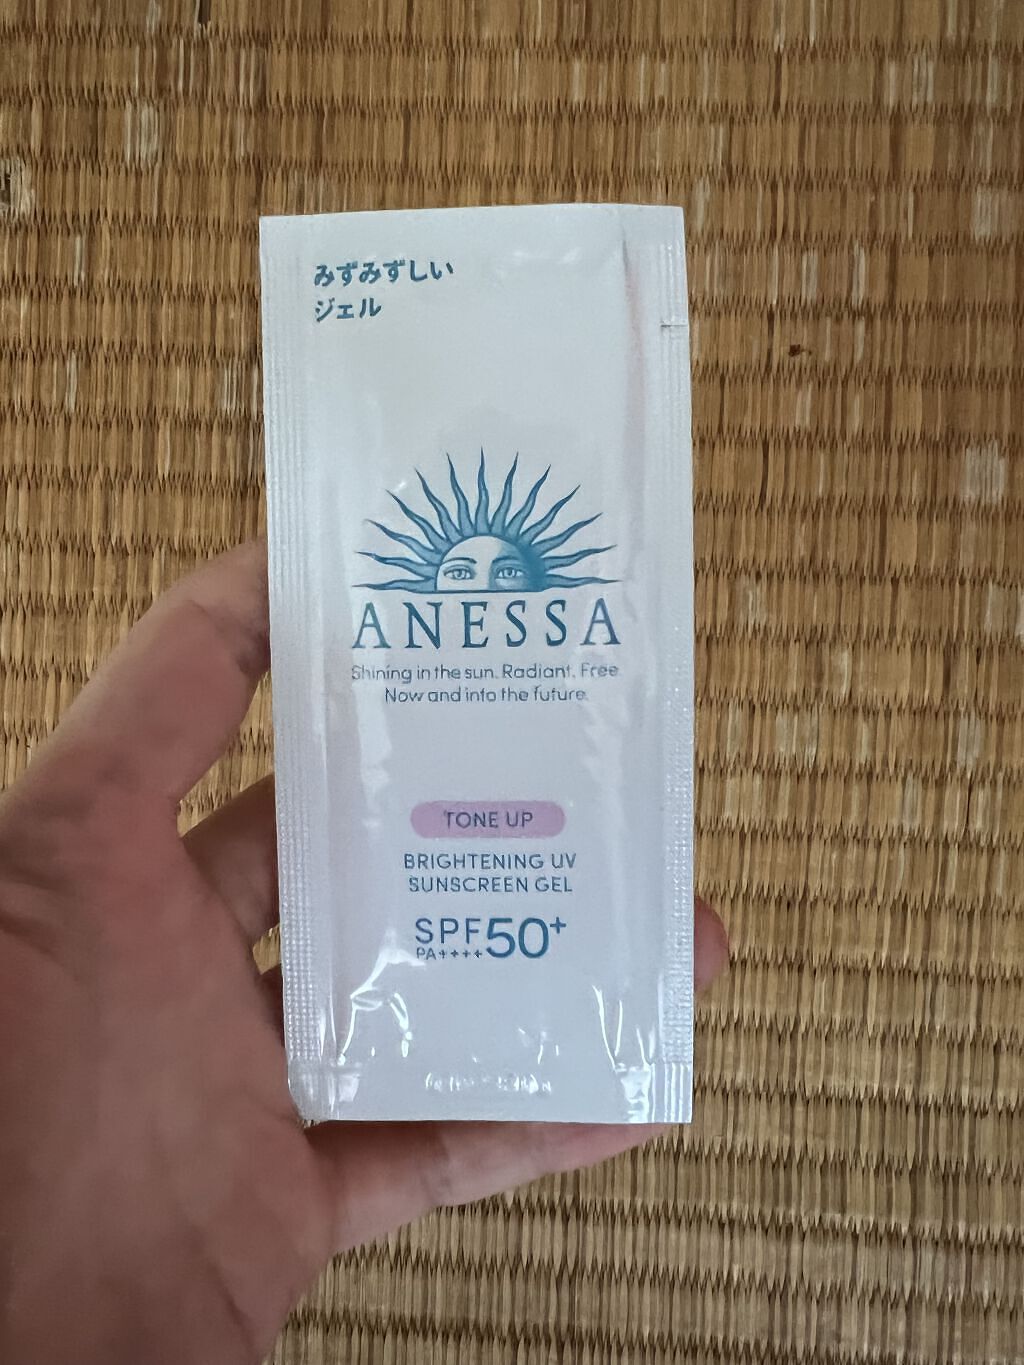 みずみずしい
ジェル
ANESSA
Shining in the sun. Radiant. Free
Now and into the future.
TONE UP
BRIGHTENING UV
SUNSCREEN GEL
SPF50+
PA++++